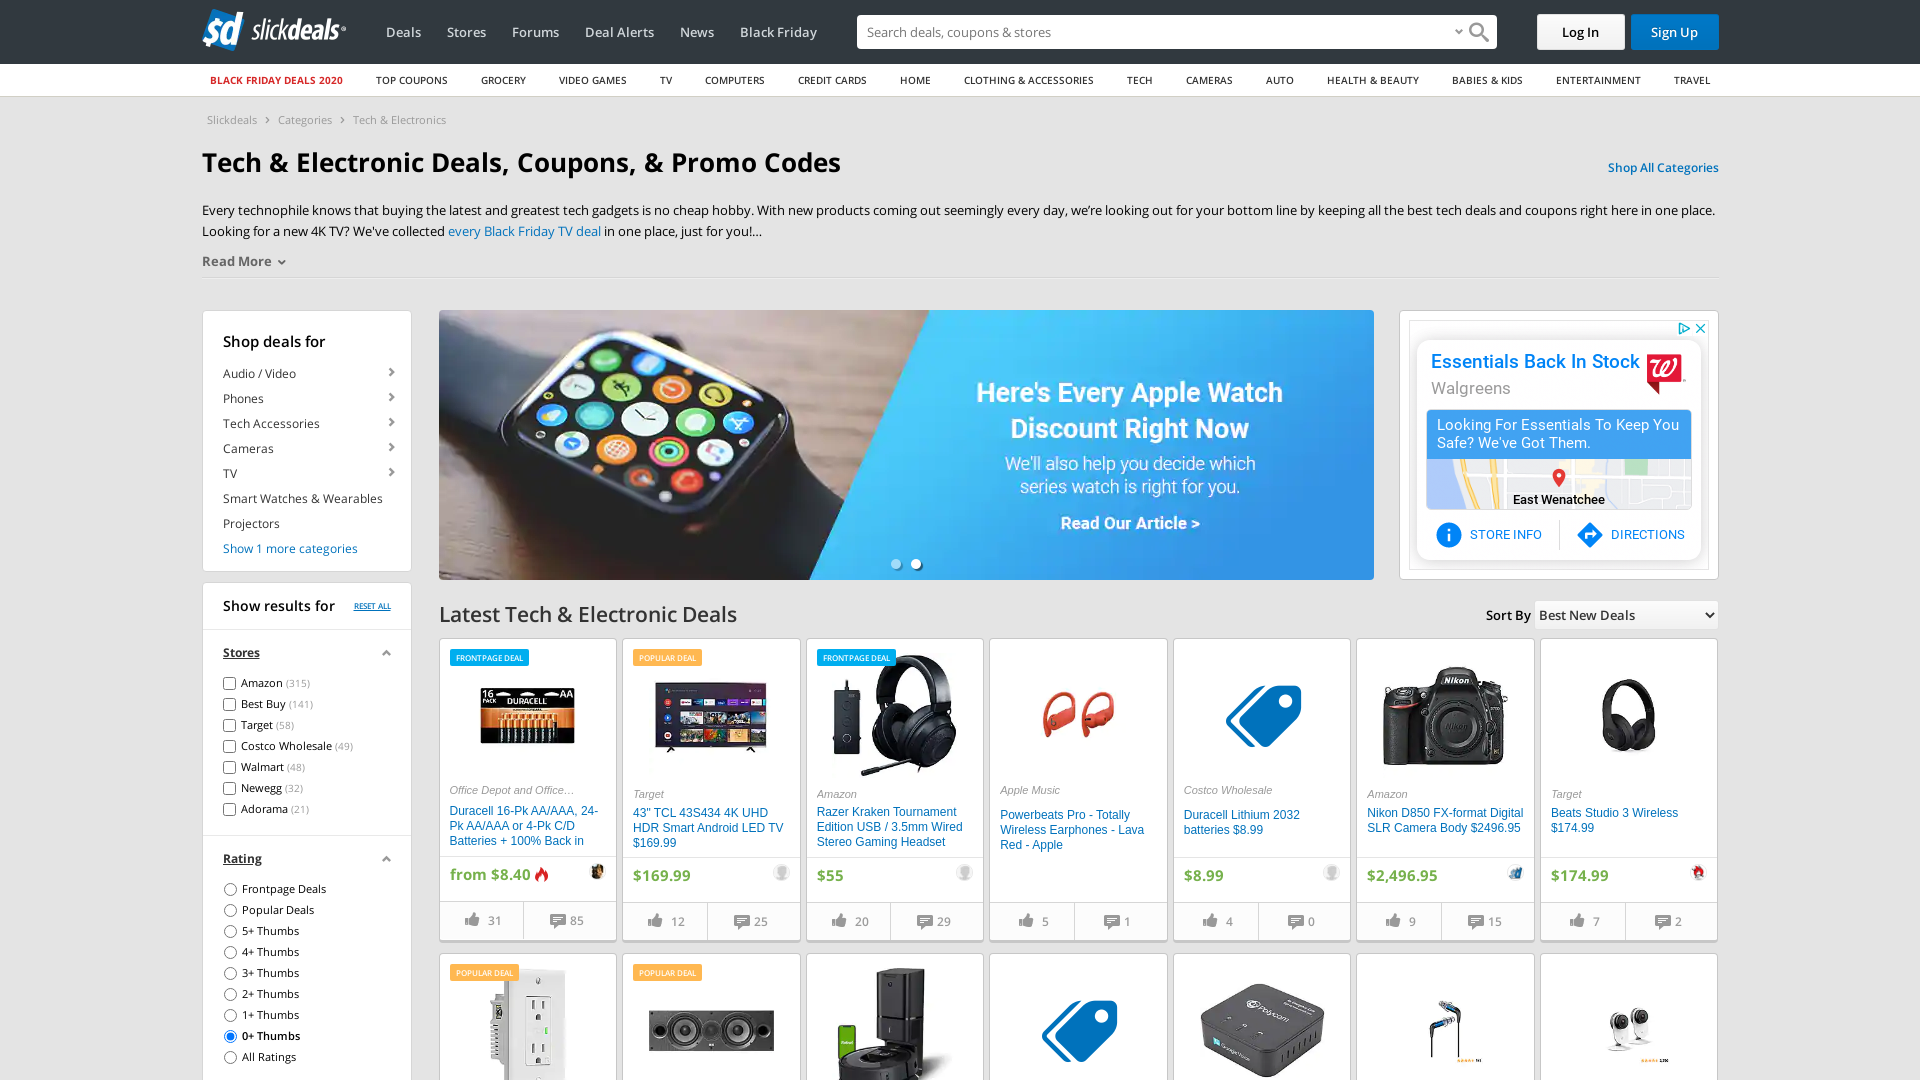 slickdeals
Deals
Stores
Forums
Deal Alerts
News
Black Friday
Search deals, coupons & stores
Log In
Sign Up
BLACK FRIDAY DEALS 2020
TOP COUPONS
GROCERY
VIDEO GAMES
TV
COMPUTERS
CREDIT CARDS
HOME
CLOTHING & ACCESSORIES
TECH
CAMERAS
AUTO
HEALTH & BEAUTY
BABIES & KIDS
ENTERTAINMENT
TRAVEL
Slickdeals > Categories > Tech & Electronics
Tech & Electronic Deals, Coupons, & Promo Codes
Shop All Categories
Every technophile knows that buying the latest and greatest tech gadgets is no cheap hobby. With new products coming out seemingly every day, we’re looking out for your bottom line by keeping all the best tech deals and coupons right here in one place.
Looking for a new 4K TV? We've collected every Black Friday TV deal in one place, just for you!…
Read More
Shop deals for
Audio / Video
Phones
Tech Accessories
Cameras
TV
Smart Watches & Wearables
Projectors
Show 1 more categories
Show results for
RESET ALL
Stores
Amazon (315)
Best Buy (141)
Target (58)
Costco Wholesale (49)
Walmart (48)
Newegg (32)
Adorama (21)
Rating
Frontpage Deals
Popular Deals
5+ Thumbs
4+ Thumbs
3+ Thumbs
2+ Thumbs
1+ Thumbs
0+ Thumbs
All Ratings
Here's Every Apple Watch
Discount Right Now
We'll also help you decide which
series watch is right for you.
Read Our Article >
Essentials Back In Stock
Walgreens
Looking For Essentials To Keep You
Safe? We've Got Them.
East Wenatchee
STORE INFO
DIRECTIONS
Latest Tech & Electronic Deals
Sort By
Best New Deals
FRONTPAGE DEAL
16
PACK
DURACELL
AA
Office Depot and Office…
Duracell 16-Pk AA/AAA, 24-
Pk AA/AAA or 4-Pk C/D
Batteries + 100% Back in
from $8.40
31
85
POPULAR DEAL
Target
43" TCL 43S434 4K UHD
HDR Smart Android LED TV
$169.99
$169.99
12
25
FRONTPAGE DEAL
Amazon
Razer Kraken Tournament
Edition USB / 3.5mm Wired
Stereo Gaming Headset
$55
20
29
Apple Music
Powerbeats Pro - Totally
Wireless Earphones - Lava
Red - Apple
5
1
Costco Wholesale
Duracell Lithium 2032
batteries $8.99
$8.99
4
0
Nikon
Amazon
Nikon D850 FX-format Digital
SLR Camera Body $2496.95
$2,496.95
9
15
Target
Beats Studio 3 Wireless
$174.99
$174.99
7
2
POPULAR DEAL
POPULAR DEAL
Polycom